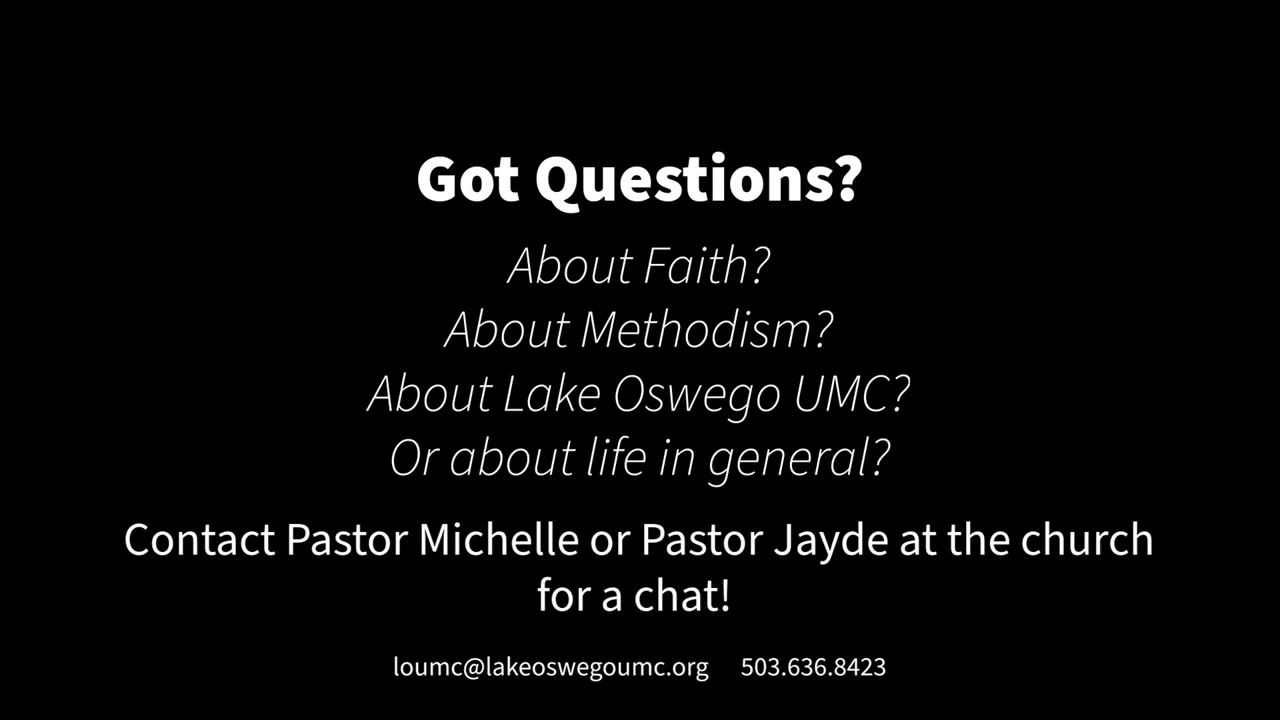 Got Questions?
About Faith?
About Methodism?
About Lake Oswego UMC?
Or about life in general?
Contact Pastor Michelle or Pastor Jayde at the church
for a chat!
loumc@lakeoswegoumc.org 503.636.8423